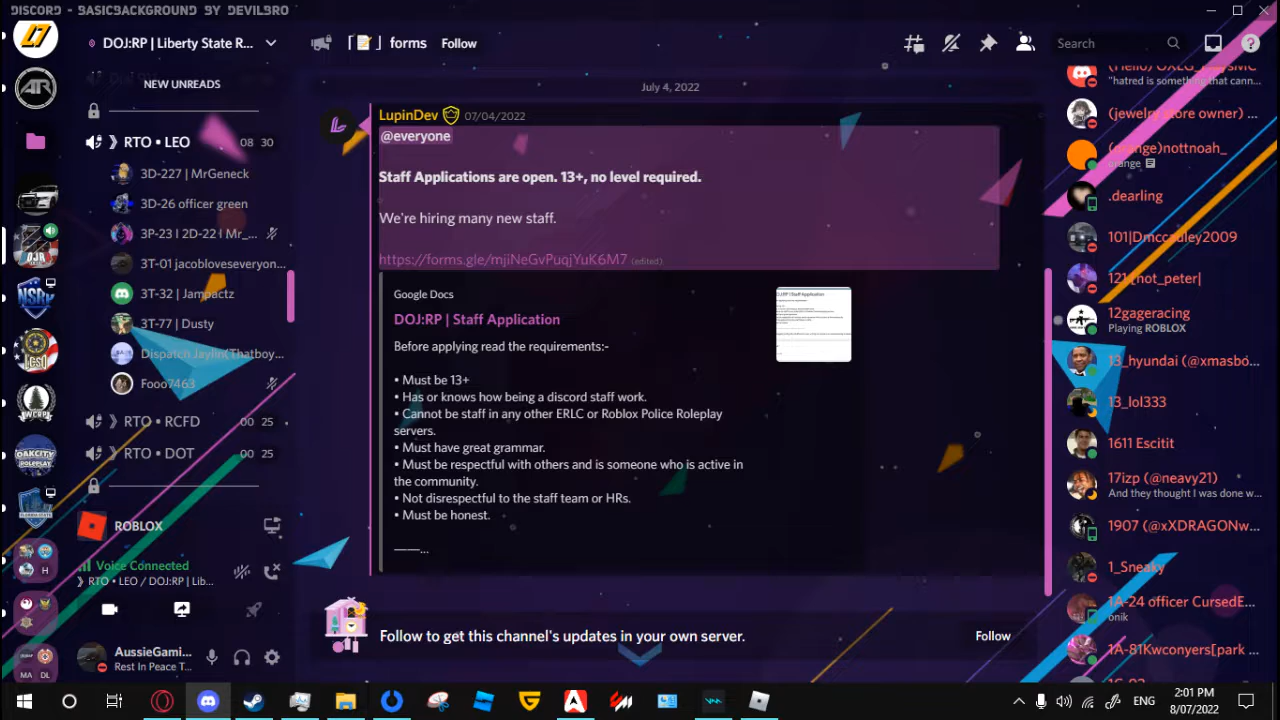 DISCORD - BASICBACKGROUND BY DEVILBRO
DOJ:RP | Liberty State R...
NEW UNREADS
RTO • LEO 08 30
3D-227 | MrGeneck
3D-26 officer green
3P-23 I 2D-22 I Mr_...
3T-01 jacobloveseveryon...
3T-32 | Jampactz
3T-77 | Dusty
Dispatch Jaylin(Thatboy...
Fooo7463
RTO • RCFD 00 25
RTO • DOT 00 25
ROBLOX
Voice Connected
RTO • LEO / DOJ:RP | Lib...
AussieGami...
Rest In Peace T...
forms Follow
Search
July 4, 2022
LupinDev 07/04/2022
@everyone
Staff Applications are open. 13+, no level required.
We're hiring many new staff.
https://forms.gle/mjiNeGvPuqjYuK6M7 (edited)
Google Docs
DOJ:RP | Staff Application
Before applying read the requirements:-
• Must be 13+
• Has or knows how being a discord staff work.
• Cannot be staff in any other ERLC or Roblox Police Roleplay
servers.
• Must have great grammar.
• Must be respectful with others and is someone who is active in
the community.
• Not disrespectful to the staff team or HRs.
• Must be honest.
——...
Follow to get this channel's updates in your own server.
Follow
"hatred is something that cann...
(jewelry store owner) ...
(orange)nottnoah_
orange
.dearling
101|Dmccauley2009
121 |not_peter|
12gageracing
Playing ROBLOX
13_hyundai (@xmasbó...
13_lol333
1611 Escitit
17izp (@neavy21)
And they thought I was done w...
1907 (@xXDRAGONw...
1_Sneaky
1A-24 officer CursedE...
onik
1A-81Kwconyers[park ...
NSRP
WCRP
OAKCITY
ROLEPLAY
H
MA DL
ENG
2:01 PM
8/07/2022